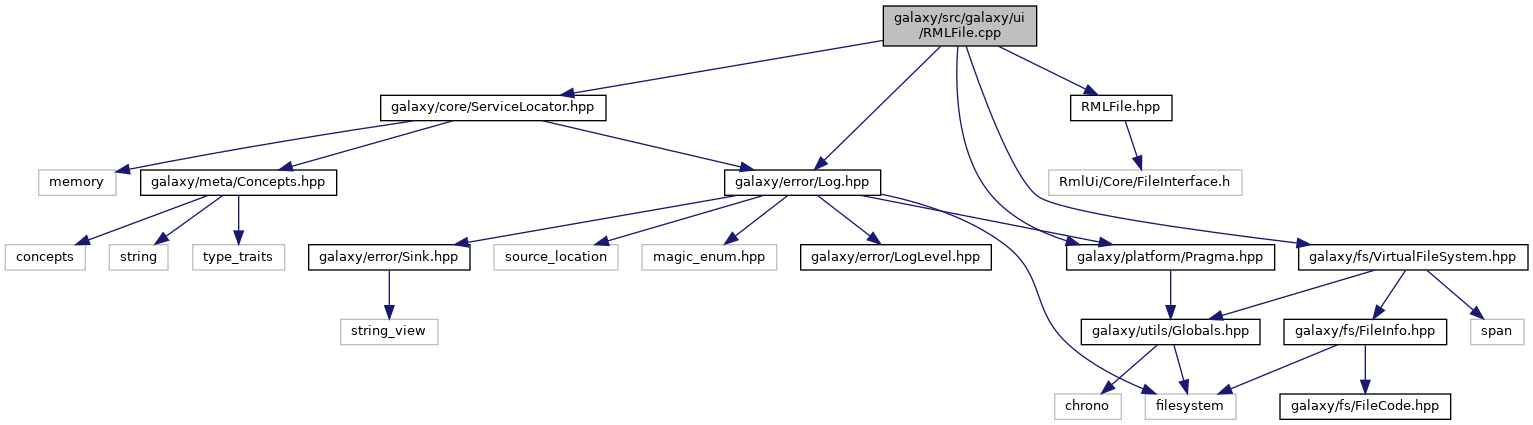 galaxy/src/galaxy/ui
/RMLFile.cpp
galaxy/core/ServiceLocator.hpp
RMLFile.hpp
memory
galaxy/meta/Concepts.hpp
galaxy/error/Log.hpp
RmlUi/Core/FileInterface.h
concepts
string
type_traits
galaxy/error/Sink.hpp
source_location
magic_enum.hpp
galaxy/error/LogLevel.hpp
galaxy/platform/Pragma.hpp
galaxy/fs/VirtualFileSystem.hpp
string_view
galaxy/utils/Globals.hpp
galaxy/fs/FileInfo.hpp
span
chrono
filesystem
galaxy/fs/FileCode.hpp